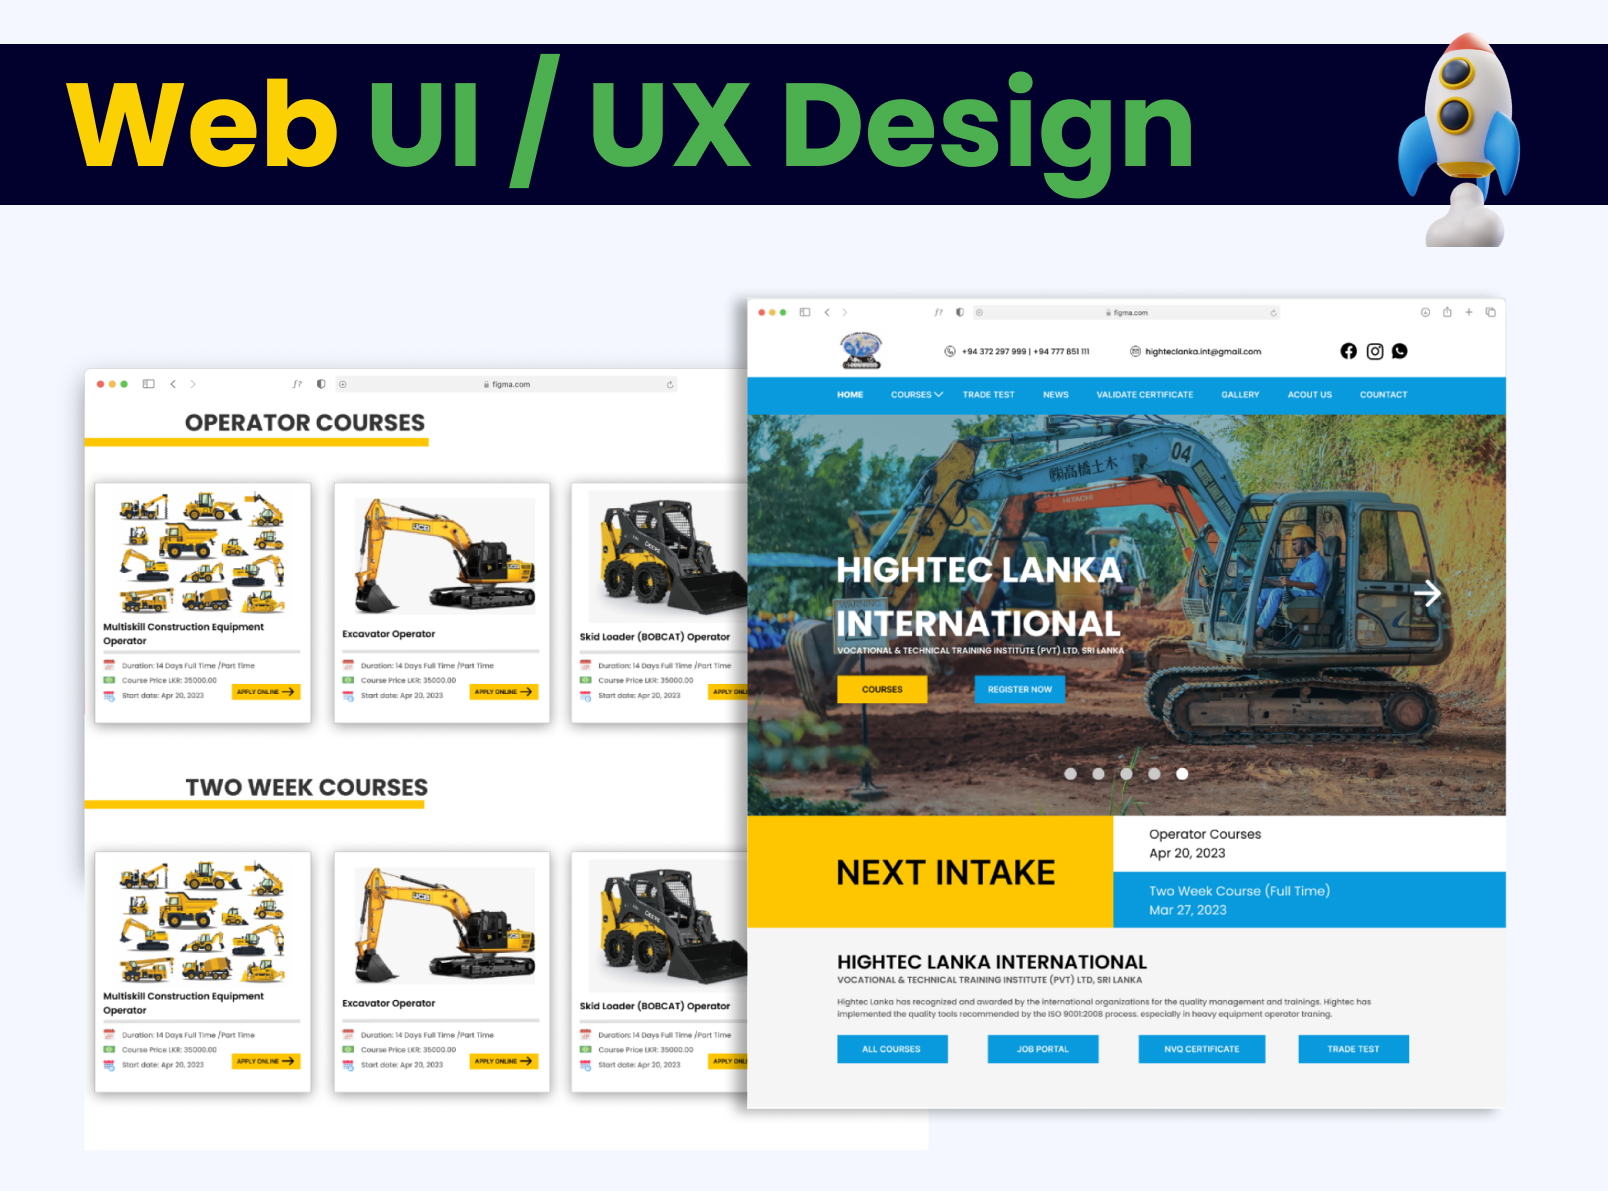 Web UI / UX Design
figma.com
OPERATOR COURSES
Multiskill Construction Equipment
Operator
Duration: 14 Days Full Time /Part Time
Course Price LKR: 35000.00
Start date: Apr 20, 2023
APPLY ONLINE
JCB
Excavator Operator
Duration: 14 Days Full Time /Part Time
Course Price LKR: 35000.00
Start date: Apr 20, 2023
APPLY ONLINE
DEERE
Skid Loader (BOBCAT) Operator
Duration: 14 Days Full Time /Part Time
Course Price LKR: 35000.00
Start date: Apr 20, 2023
APPLY ONL
TWO WEEK COURSES
Multiskill Construction Equipment
Operator
Duration: 14 Days Full Time /Part Time
Course Price LKR: 35000.00
Start date: Apr 20, 2023
APPLY ONLINE
JCB
Excavator Operator
Duration: 14 Days Full Time /Part Time
Course Price LKR: 35000.00
Start date: Apr 20, 2023
APPLY ONLINE
DEERE
Skid Loader (BOBCAT) Operator
Duration: 14 Days Full Time /Part Time
Course Price LKR: 35000.00
Start date: Apr 20, 2023
APPLY ONL
figma.com
+94 372 297 999 | +94 777 851 111
highteclanka.int@gmail.com
HOME COURSES TRADE TEST NEWS VALIDATE CERTIFICATE GALLERY ACOUT US COUNTACT
04
㈱高橋土木
HITACHI
WARNING
HIGHTEC LANKA
INTERNATIONAL
VOCATIONAL & TECHNICAL TRAINING INSTITUTE (PVT) LTD, SRI LANKA
COURSES
REGISTER NOW
NEXT INTAKE
Operator Courses
Apr 20, 2023
Two Week Course (Full Time)
Mar 27, 2023
HIGHTEC LANKA INTERNATIONAL
VOCATIONAL & TECHNICAL TRAINING INSTITUTE (PVT) LTD, SRI LANKA
Hightec Lanka has recognized and awarded by the international organizations for the quality management and trainings. Hightec has
implemented the quality tools recommended by the ISO 9001:2008 process. especially in heavy equipment operator traning.
ALL COURSES
JOB PORTAL
NVQ CERTIFICATE
TRADE TEST